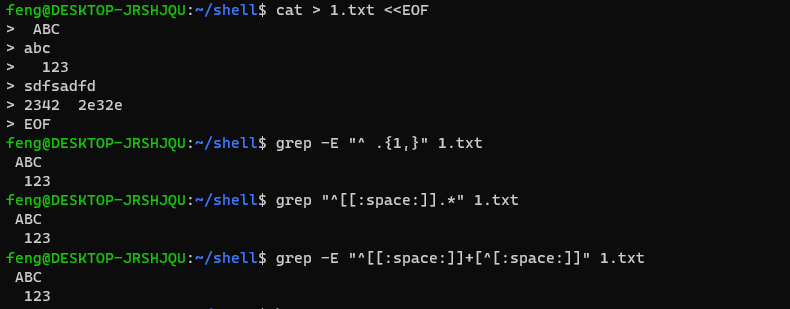 feng@DESKTOP-JRSHJQU:~/shell$ cat > 1.txt <<EOF
>  ABC
> abc
>   123
> sdfsadfd
> 2342  2e32e
> EOF
feng@DESKTOP-JRSHJQU:~/shell$ grep -E "^ .{1,}" 1.txt
 ABC
  123
feng@DESKTOP-JRSHJQU:~/shell$ grep "^[[:space:]].*" 1.txt
 ABC
  123
feng@DESKTOP-JRSHJQU:~/shell$ grep -E "^[[:space:]]+[^[:space:]]" 1.txt
 ABC
  123